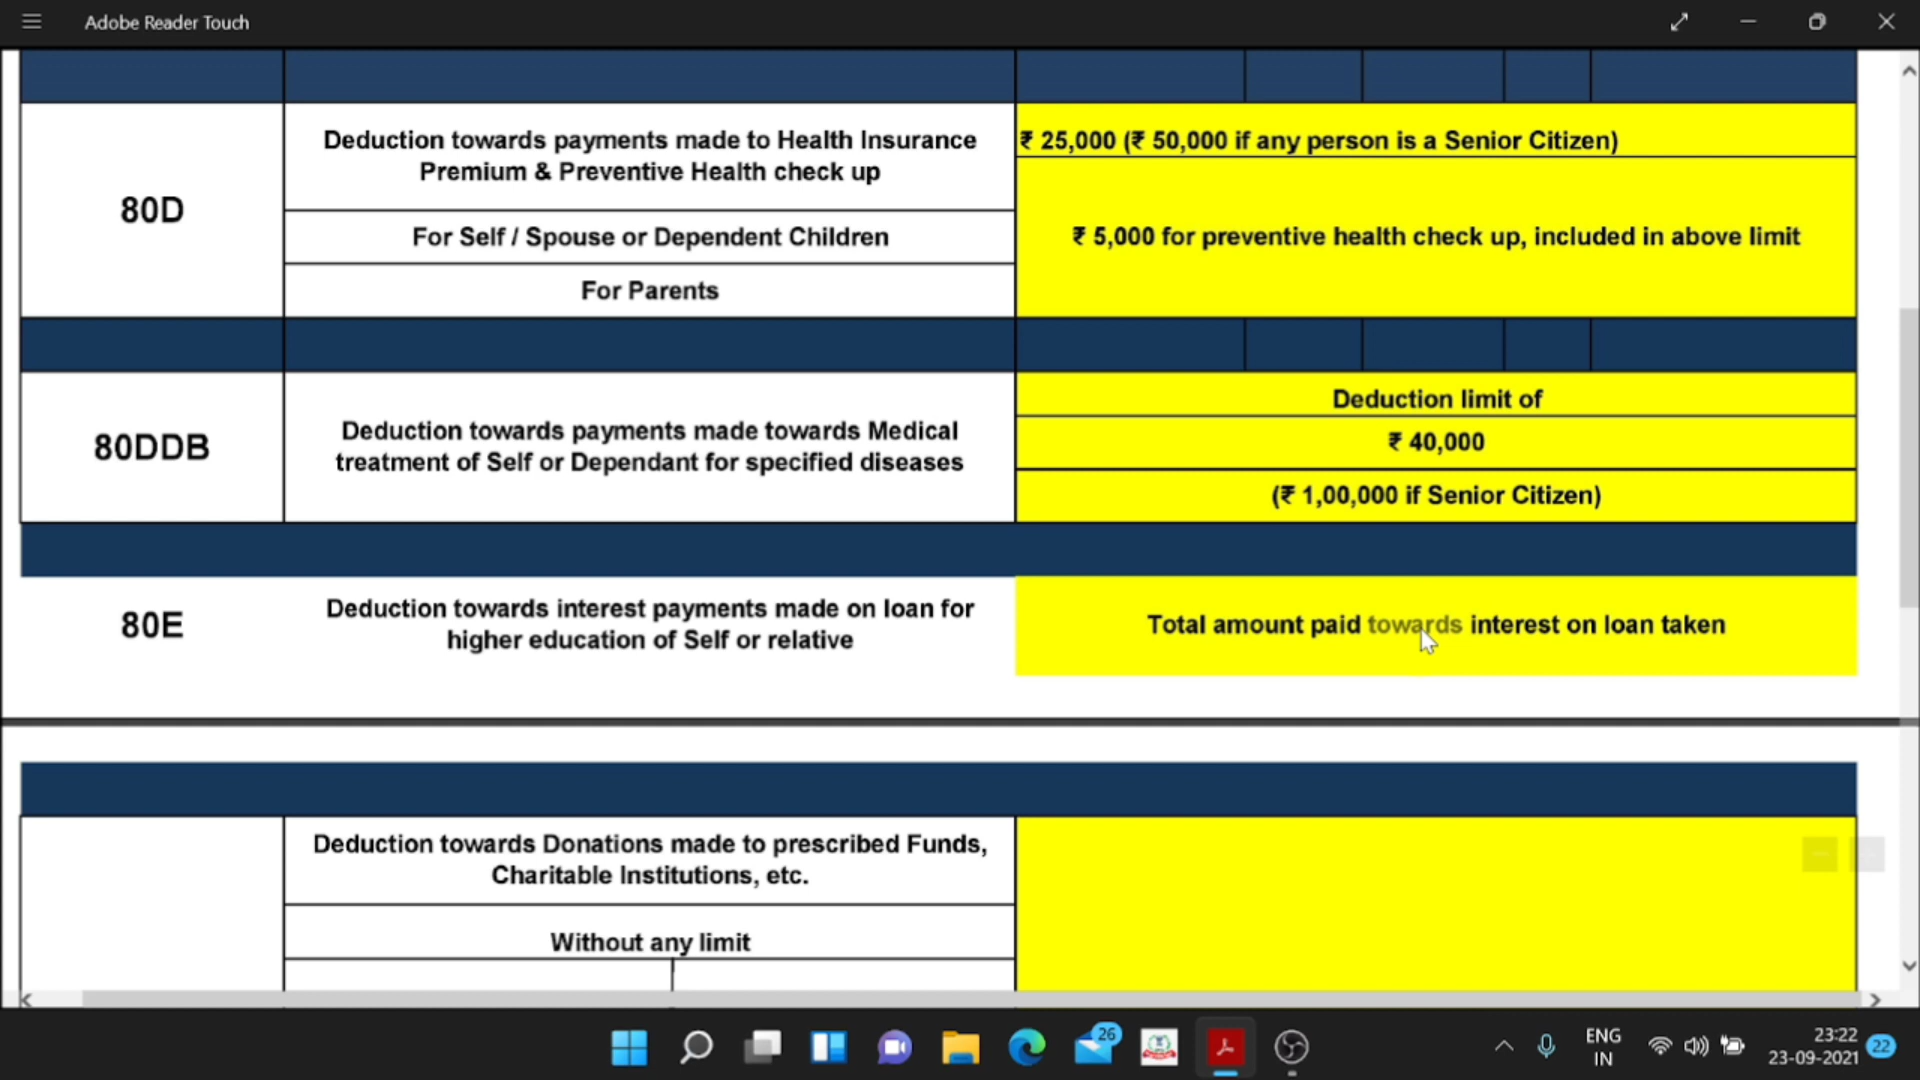 Adobe Reader Touch
80D
Deduction towards payments made to Health Insurance
Premium & Preventive Health check up
For Self / Spouse or Dependent Children
For Parents
₹ 25,000 (₹ 50,000 if any person is a Senior Citizen)
₹ 5,000 for preventive health check up, included in above limit
80DDB
Deduction towards payments made towards Medical
treatment of Self or Dependant for specified diseases
Deduction limit of
₹ 40,000
(₹ 1,00,000 if Senior Citizen)
80E
Deduction towards interest payments made on loan for
higher education of Self or relative
Total amount paid towards interest on loan taken
Deduction towards Donations made to prescribed Funds,
Charitable Institutions, etc.
Without any limit
26
ENG
IN
23:22
23-09-2021
22